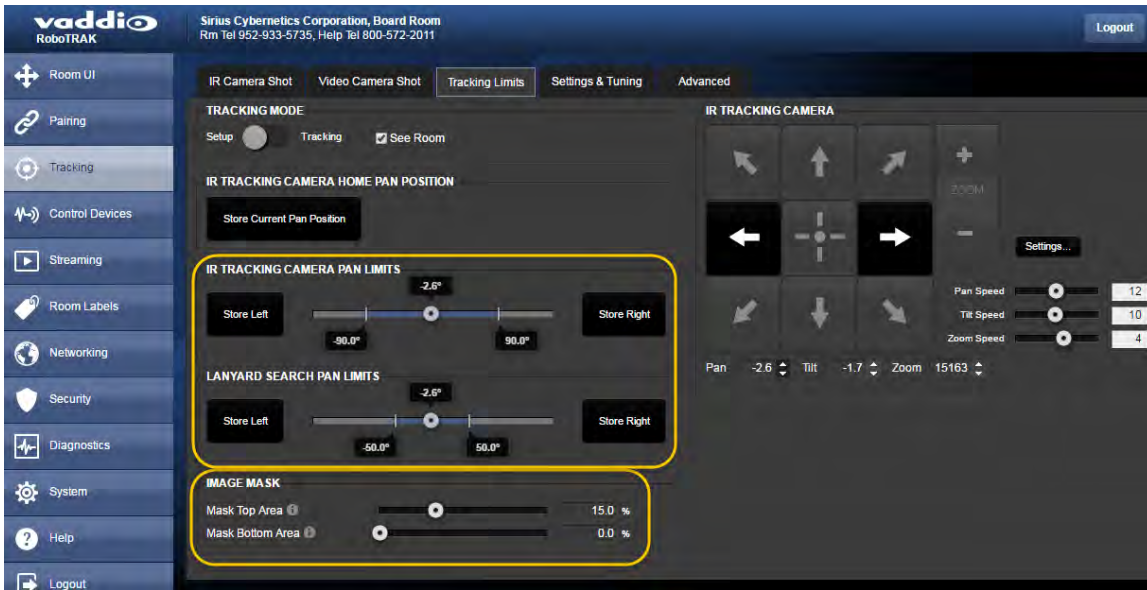 vaddio
RoboTRAK
Sirius Cybernetics Corporation, Board Room
Rm Tel 952-933-5735, Help Tel 800-572-2011
Logout
Room UI
Pairing
Tracking
Control Devices
Streaming
Room Labels
Networking
Security
Diagnostics
System
Help
Logout
IR Camera Shot Video Camera Shot Tracking Limits Settings & Tuning Advanced
TRACKING MODE
Setup Tracking See Room
IR TRACKING CAMERA HOME PAN POSITION
Store Current Pan Position
IR TRACKING CAMERA PAN LIMITS
-2.6°
Store Left Store Right
-90.0° 90.0°
LANYARD SEARCH PAN LIMITS
-2.6°
Store Left Store Right
-50.0° 50.0°
IMAGE MASK
Mask Top Area 15.0 %
Mask Bottom Area 0.0 %
IR TRACKING CAMERA
+
ZOOM
-
Settings...
Pan Speed 12
Tilt Speed 10
Zoom Speed 4
Pan -2.6 Tilt -1.7 Zoom 15163